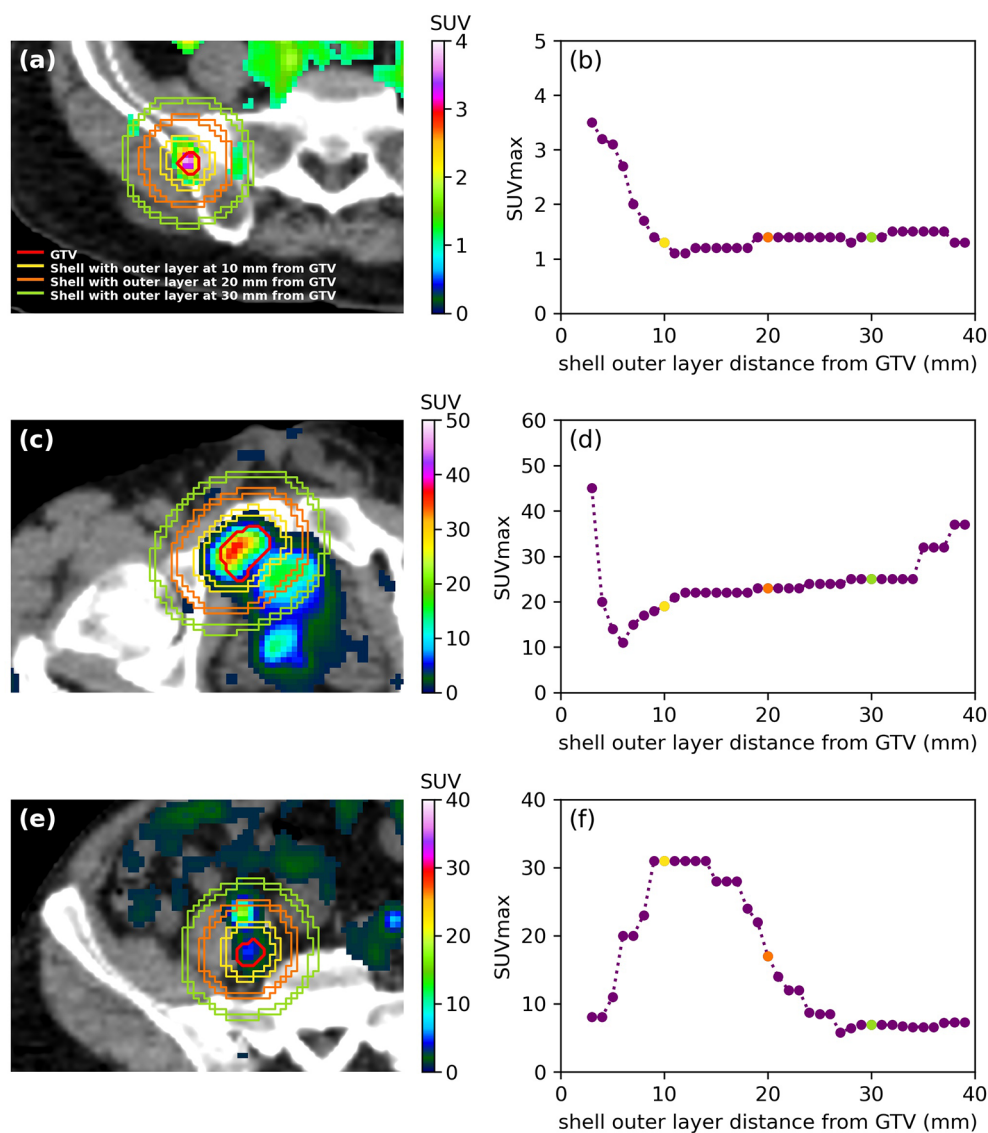 SUV
(a)
4
3
2
1
0
GTV
Shell with outer layer at 10 mm from GTV
Shell with outer layer at 20 mm from GTV
Shell with outer layer at 30 mm from GTV
(b)
SUVmax
5
4
3
2
1
0
0 10 20 30 40
shell outer layer distance from GTV (mm)
SUV
(c)
50
40
30
20
10
0
(d)
SUVmax
60
50
40
30
20
10
0
0 10 20 30 40
shell outer layer distance from GTV (mm)
SUV
(e)
40
30
20
10
0
(f)
SUVmax
40
30
20
10
0
0 10 20 30 40
shell outer layer distance from GTV (mm)